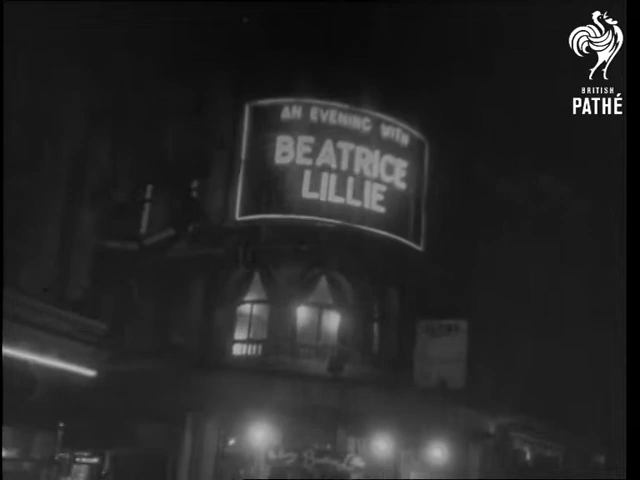 AN EVENING WITH
BEATRICE
LILLIE
BRITISH
PATHÉ